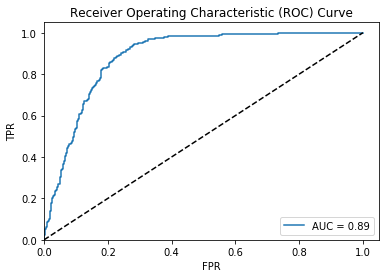 Receiver Operating Characteristic (ROC) Curve
1.0
0.8
0.6
0.4
0.2
0.0
TPR
AUC = 0.89
0.0 0.2 0.4 0.6 0.8 1.0
FPR